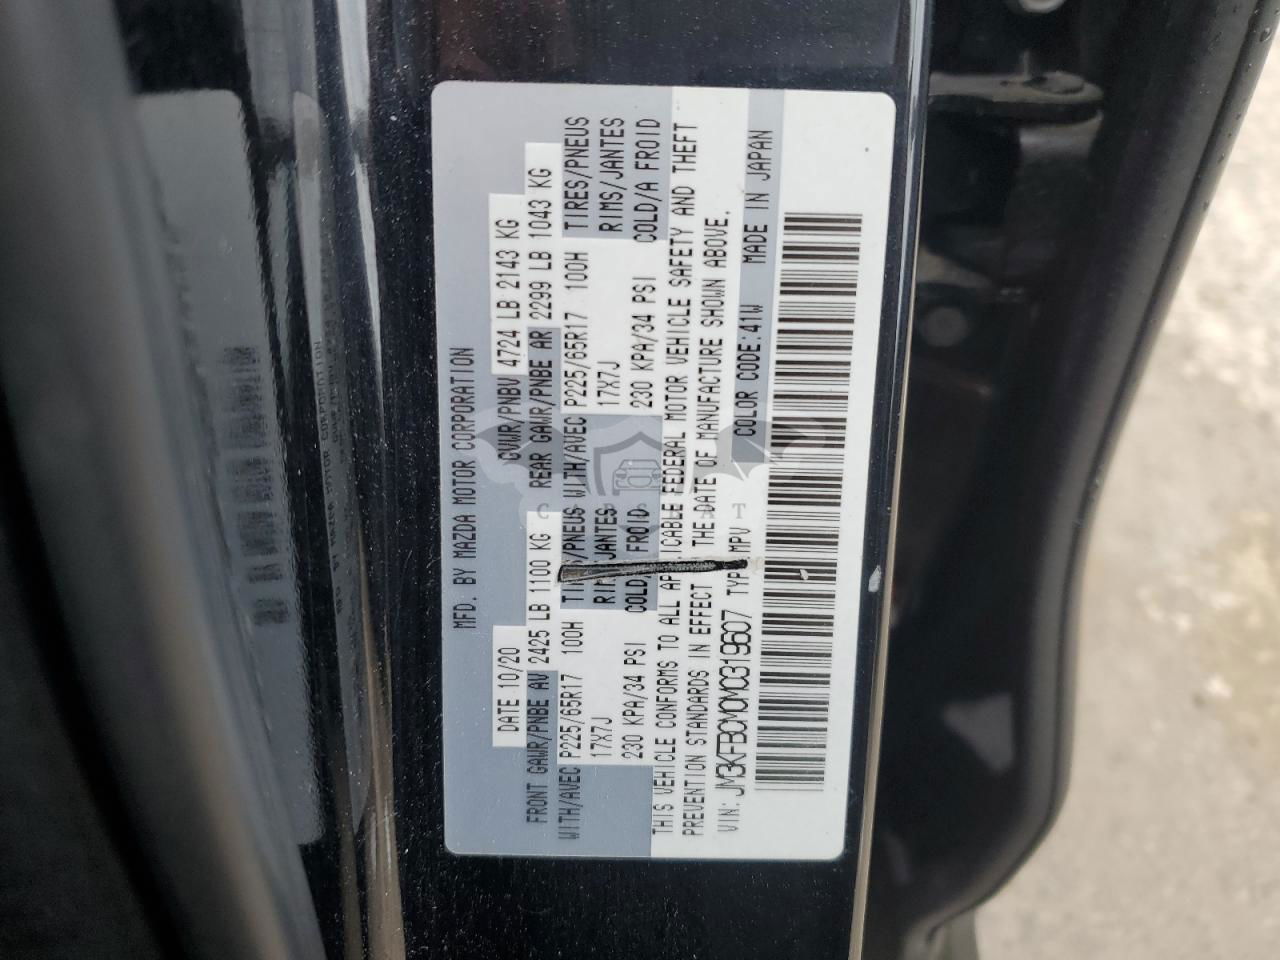 MFD. BY MAZDA MOTOR CORPORATION
DATE 10/20 GVWR/PNBV 4724 LB 2143 KG
FRONT GAWR/PNBE AV 2425 LB 1100 KG REAR GAWR/PNBE AR 2299 LB 1043 KG
WITH/AVEC P225/65R17 100H TIRES/PNEUS WITH/AVEC P225/65R17 100H TIRES/PNEUS
17X7J JANTES 17X7J RIMS/JANTES
230 KPA/34 PSI COLD/ FROID 230 KPA/34 PSI COLD/A FROID
THIS VEHICLE CONFORMS TO ALL APPLICABLE FEDERAL MOTOR VEHICLE SAFETY AND THEFT
PREVENTION STANDARDS IN EFFECT THE DATE OF MANUFACTURE SHOWN ABOVE.
VIN: JM3KFBCM0M0319607 TYPE MPV COLOR CODE:41W MADE IN JAPAN